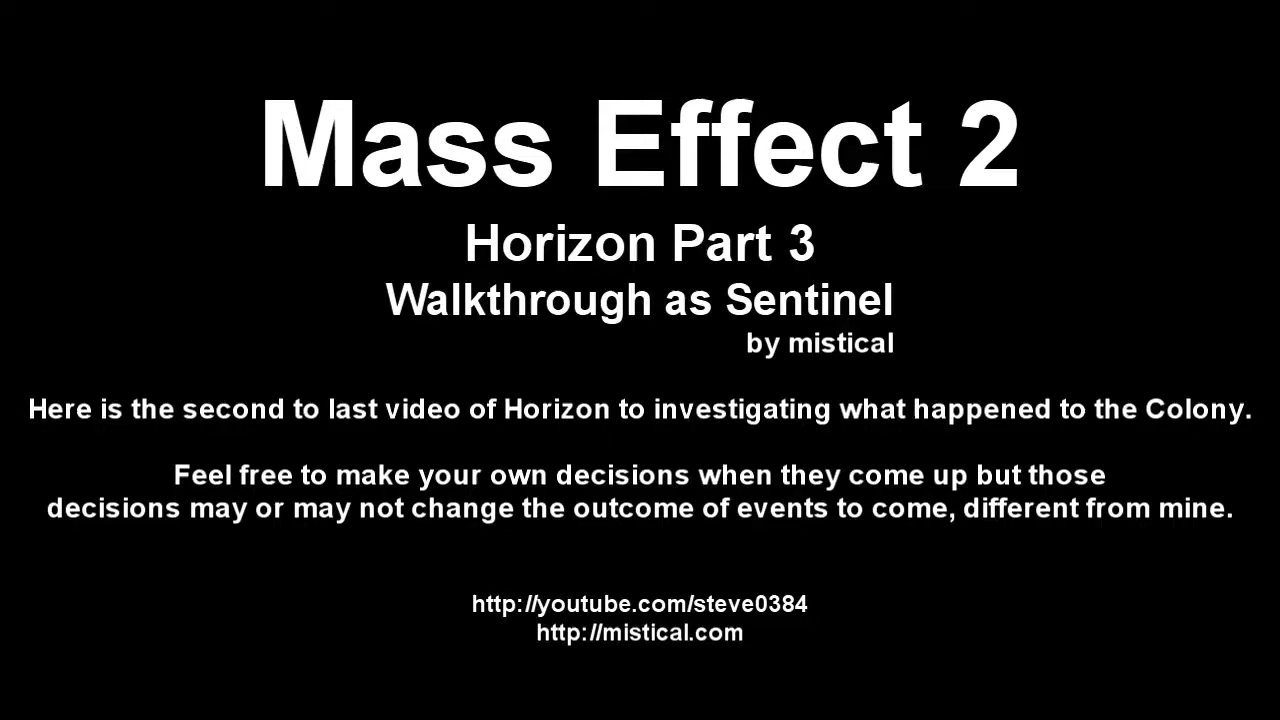 Mass Effect 2
Horizon Part 3
Walkthrough as Sentinel
by mistical
Here is the second to last video of Horizon to investigating what happened to the Colony.
Feel free to make your own decisions when they come up but those
decisions may or may not change the outcome of events to come, different from mine.
http://youtube.com/steve0384
http://mistical.com